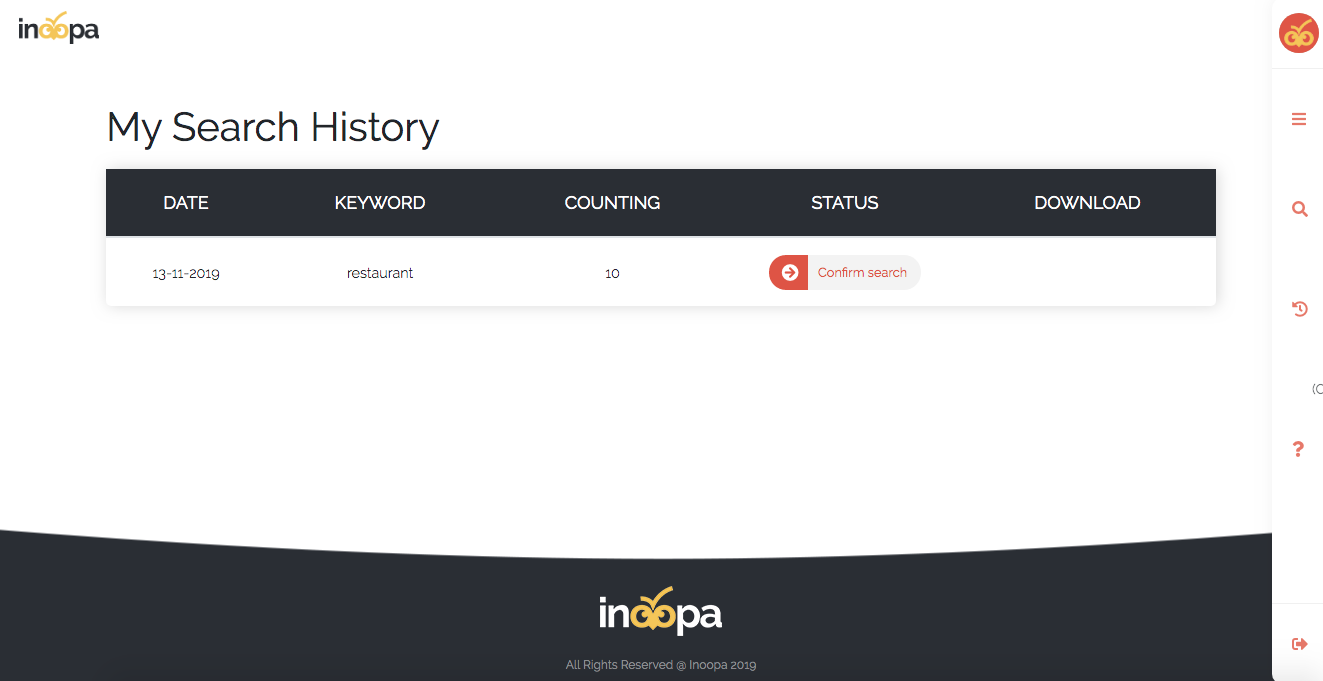 inoopa
My Search History
DATE KEYWORD COUNTING STATUS DOWNLOAD
13-11-2019 restaurant 10 Confirm search
(C
inoopa
All Rights Reserved @ Inoopa 2019